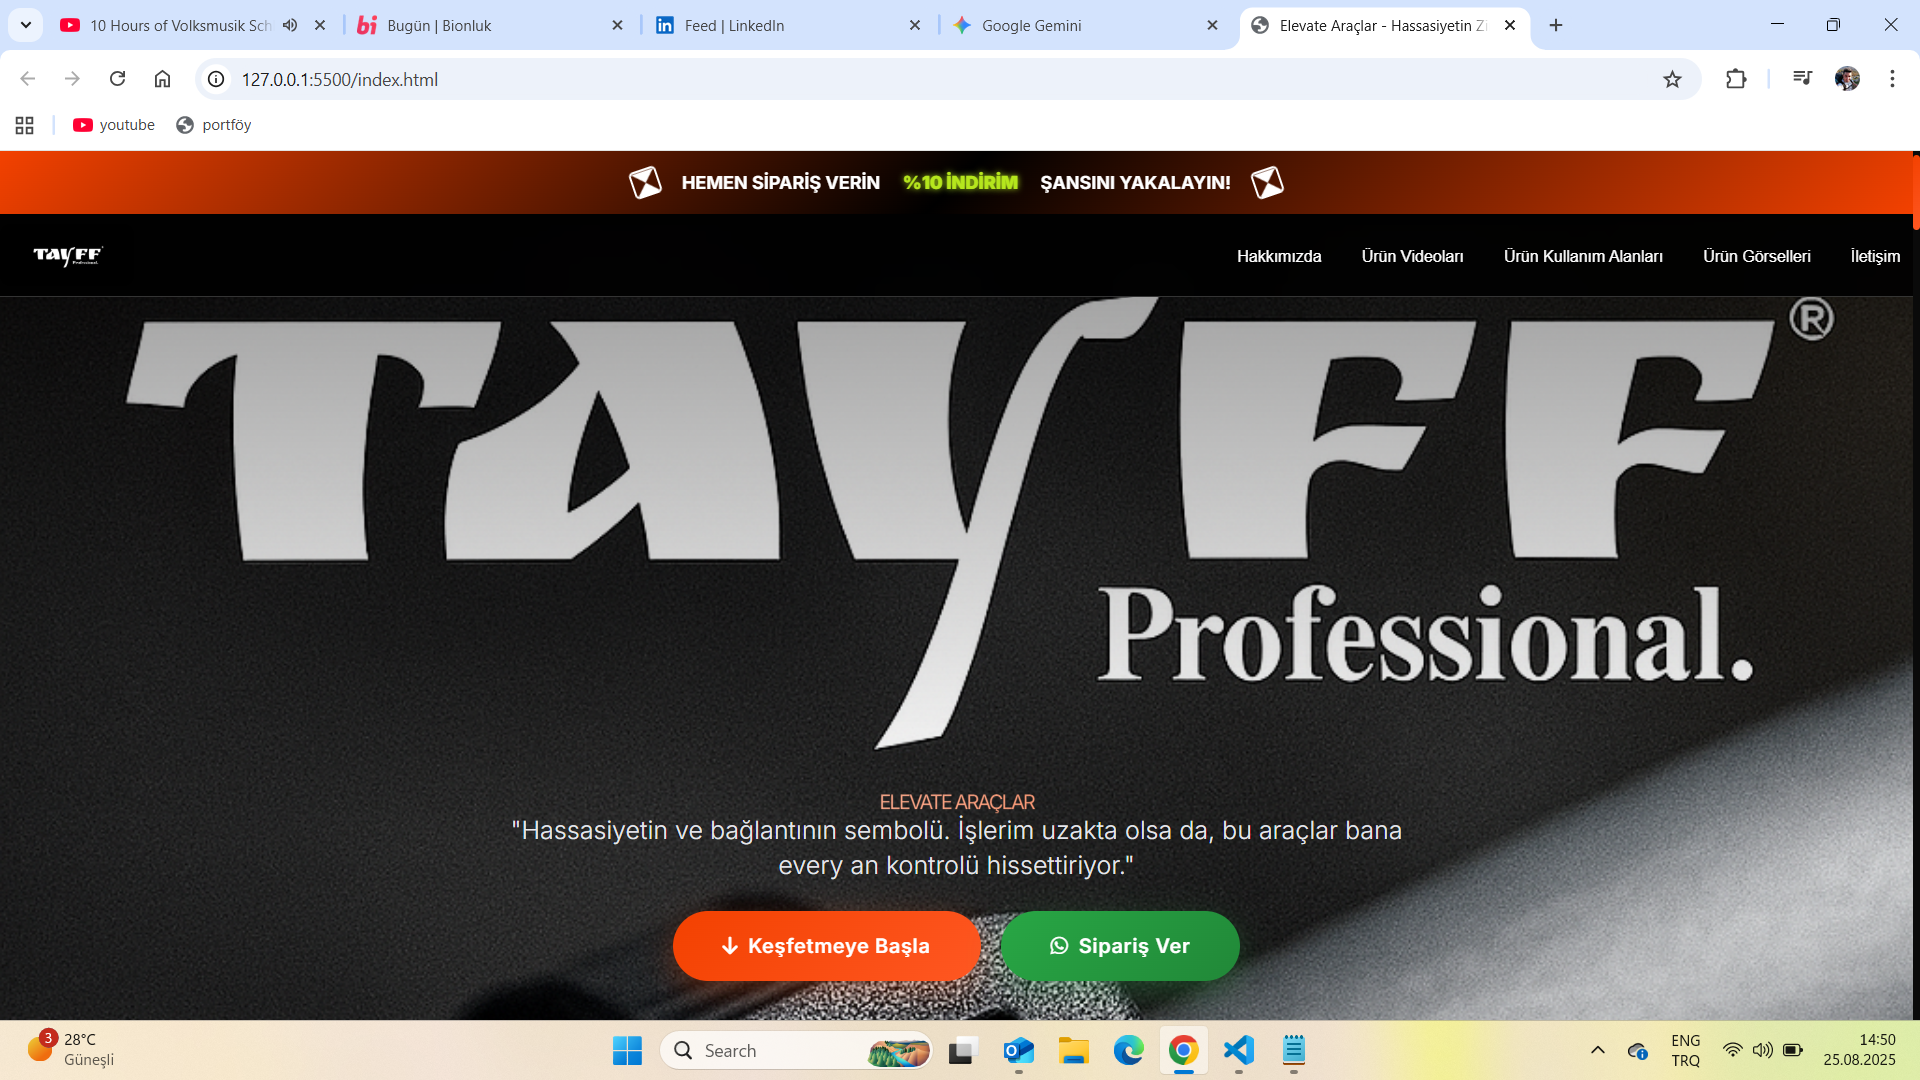 10 Hours of Volksmusik Sch
Bugün | Bionluk
Feed | LinkedIn
Google Gemini
Elevate Araçlar - Hassasiyetin Zi
127.0.0.1:5500/index.html
youtube
portföy
HEMEN SİPARİŞ VERİN %10 İNDİRİM ŞANSINI YAKALAYIN!
TAYFF
Professional.
Hakkımızda
Ürün Videoları
Ürün Kullanım Alanları
Ürün Görselleri
İletişim
TAYFF®
Professional.
ELEVATE ARAÇLAR
"Hassasiyetin ve bağlantının sembolü. İşlerim uzakta olsa da, bu araçlar bana
every an kontrolü hissettiriyor."
Keşfetmeye Başla
Sipariş Ver
3
28°C
Güneşli
Search
ENG
TRQ
14:50
25.08.2025